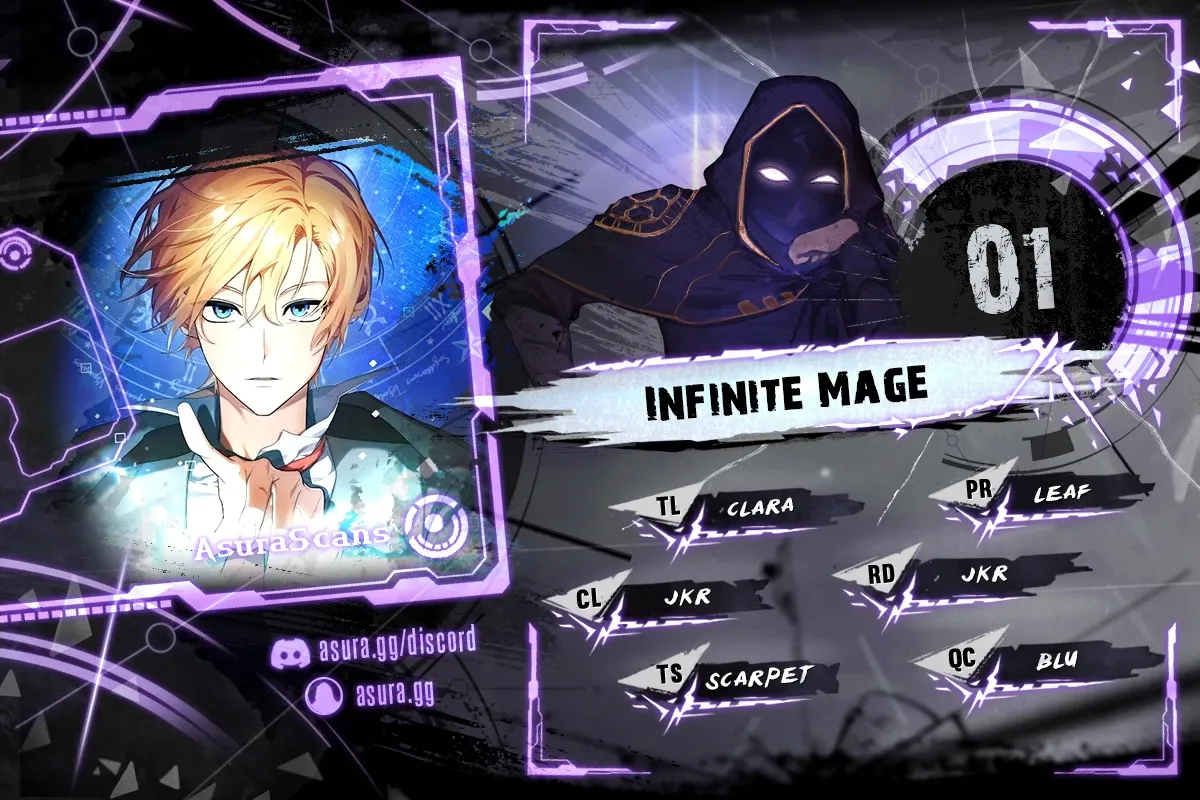 AsuraScans
asura.gg/discord
asura.gg
01
INFINITE MAGE
TL CLARA
PR LEAF
CL JKR
RD JKR
TS SCARPET
QC BLU